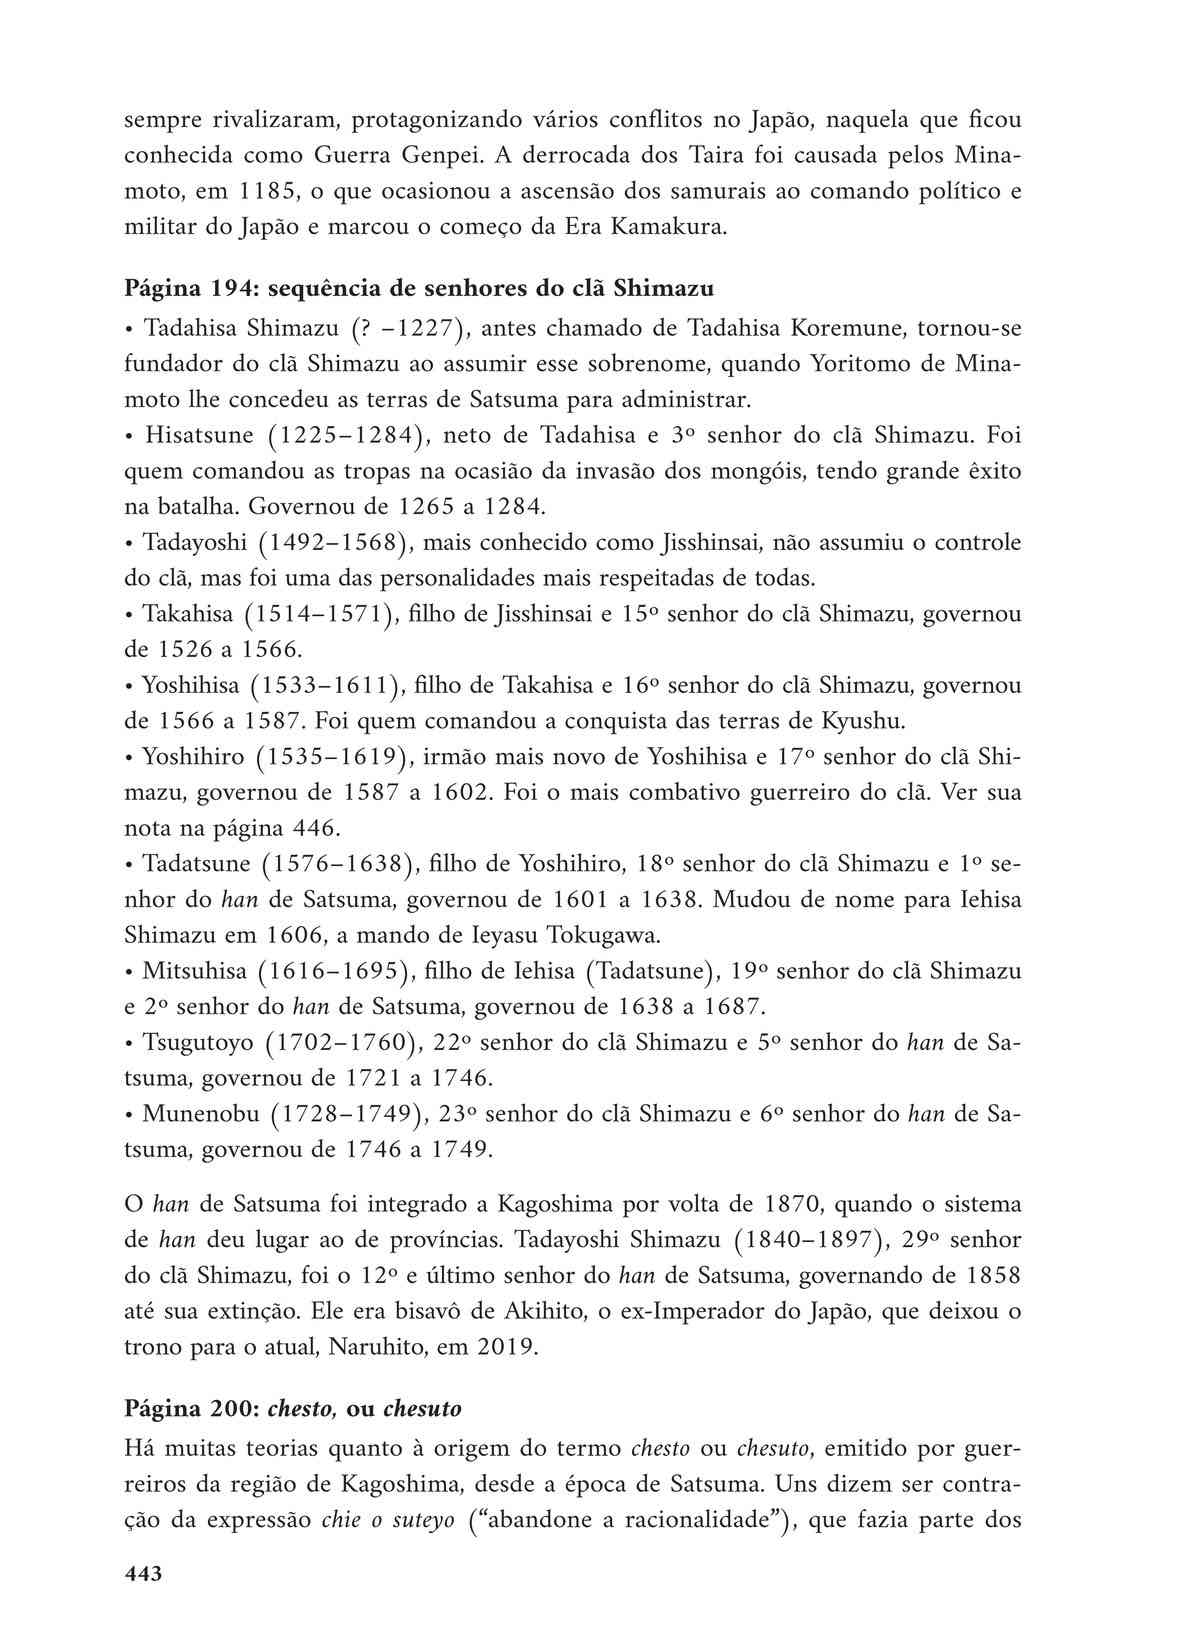 sempre rivalizaram, protagonizando vários conflitos no Japão, naquela que ficou
conhecida como Guerra Genpei. A derrocada dos Taira foi causada pelos Mina-
moto, em 1185, o que ocasionou a ascensão dos samurais ao comando político e
militar do Japão e marcou o começo da Era Kamakura.
Página 194: sequência de senhores do clã Shimazu
• Tadahisa Shimazu (? –1227), antes chamado de Tadahisa Koremune, tornou-se
fundador do clã Shimazu ao assumir esse sobrenome, quando Yoritomo de Mina-
moto lhe concedeu as terras de Satsuma para administrar.
• Hisatsune (1225–1284), neto de Tadahisa e 3º senhor do clã Shimazu. Foi
quem comandou as tropas na ocasião da invasão dos mongóis, tendo grande êxito
na batalha. Governou de 1265 a 1284.
• Tadayoshi (1492–1568), mais conhecido como Jisshinsai, não assumiu o controle
do clã, mas foi uma das personalidades mais respeitadas de todas.
• Takahisa (1514–1571), filho de Jisshinsai e 15º senhor do clã Shimazu, governou
de 1526 a 1566.
• Yoshihisa (1533–1611), filho de Takahisa e 16º senhor do clã Shimazu, governou
de 1566 a 1587. Foi quem comandou a conquista das terras de Kyushu.
• Yoshihiro (1535–1619), irmão mais novo de Yoshihisa e 17º senhor do clã Shi-
mazu, governou de 1587 a 1602. Foi o mais combativo guerreiro do clã. Ver sua
nota na página 446.
• Tadatsune (1576–1638), filho de Yoshihiro, 18º senhor do clã Shimazu e 1º se-
nhor do han de Satsuma, governou de 1601 a 1638. Mudou de nome para Iehisa
Shimazu em 1606, a mando de Ieyasu Tokugawa.
• Mitsuhisa (1616–1695), filho de Iehisa (Tadatsune), 19º senhor do clã Shimazu
e 2º senhor do han de Satsuma, governou de 1638 a 1687.
• Tsugutoyo (1702–1760), 22º senhor do clã Shimazu e 5º senhor do han de Sa-
tsuma, governou de 1721 a 1746.
• Munenobu (1728–1749), 23º senhor do clã Shimazu e 6º senhor do han de Sa-
tsuma, governou de 1746 a 1749.
O han de Satsuma foi integrado a Kagoshima por volta de 1870, quando o sistema
de han deu lugar ao de províncias. Tadayoshi Shimazu (1840–1897), 29º senhor
do clã Shimazu, foi o 12º e último senhor do han de Satsuma, governando de 1858
até sua extinção. Ele era bisavô de Akihito, o ex-Imperador do Japão, que deixou o
trono para o atual, Naruhito, em 2019.
Página 200: chesto, ou chesuto
Há muitas teorias quanto à origem do termo chesto ou chesuto, emitido por guer-
reiros da região de Kagoshima, desde a época de Satsuma. Uns dizem ser contra-
ção da expressão chie o suteyo (“abandone a racionalidade”), que fazia parte dos
443